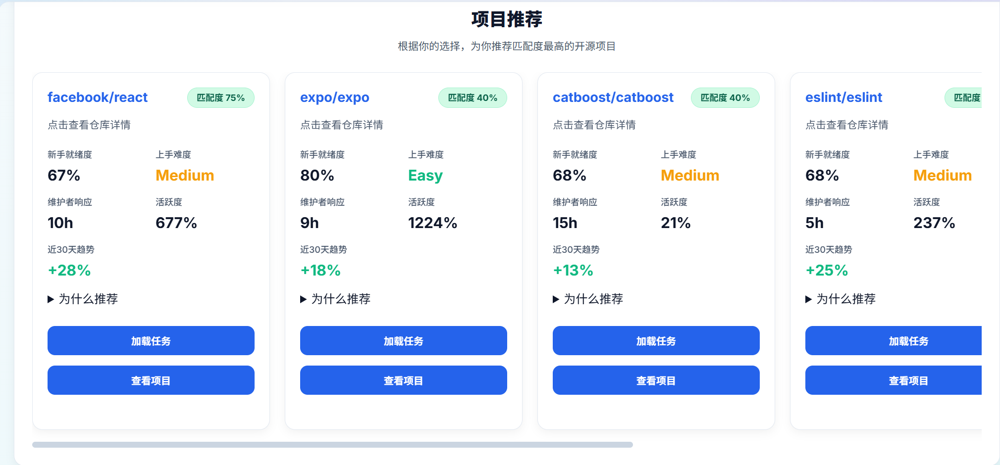 项目推荐
根据你的选择，为你推荐匹配度最高的开源项目
facebook/react
匹配度 75%
点击查看仓库详情
新手就绪度
上手难度
67%
Medium
维护者响应
活跃度
10h
677%
近30天趋势
+28%
▶ 为什么推荐
加载任务
查看项目
expo/expo
匹配度 40%
点击查看仓库详情
新手就绪度
上手难度
80%
Easy
维护者响应
活跃度
9h
1224%
近30天趋势
+18%
▶ 为什么推荐
加载任务
查看项目
catboost/catboost
匹配度 40%
点击查看仓库详情
新手就绪度
上手难度
68%
Medium
维护者响应
活跃度
15h
21%
近30天趋势
+13%
▶ 为什么推荐
加载任务
查看项目
eslint/eslint
匹配度
点击查看仓库详情
新手就绪度
上手难度
68%
Medium
维护者响应
活跃度
5h
237%
近30天趋势
+25%
▶ 为什么推荐
加载任务
查看项目